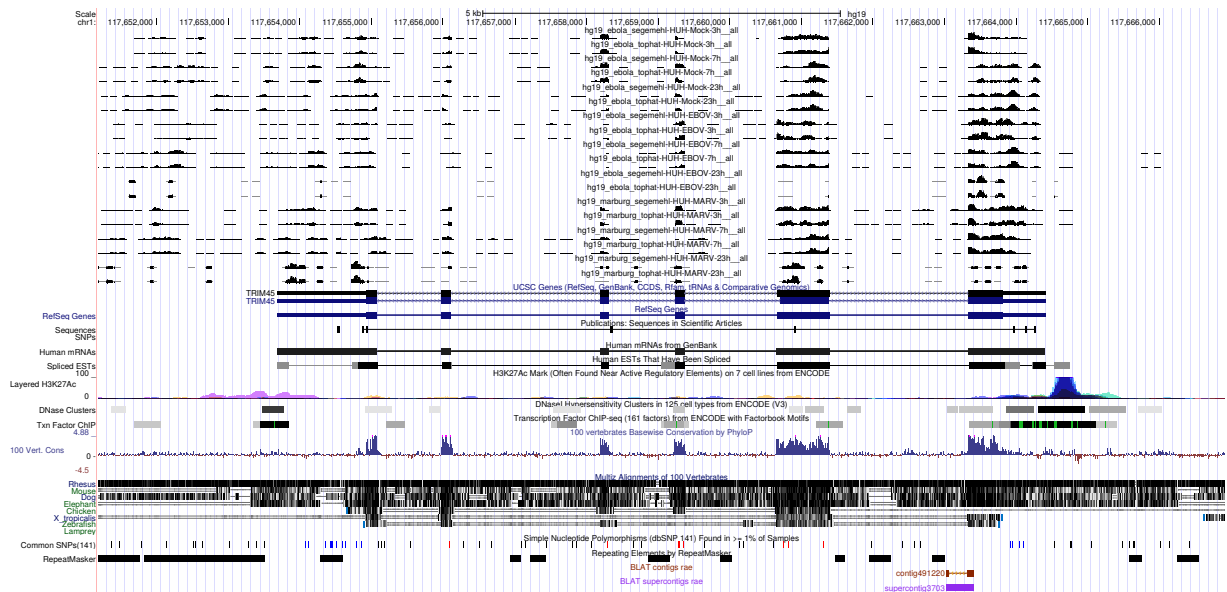 Scale 5 kb hg19
chr1: 117,652,000 117,653,000 117,654,000 117,655,000 117,656,000 117,657,000 117,658,000 117,659,000 117,660,000 117,661,000 117,662,000 117,663,000 117,664,000 117,665,000 117,666,000
hg19_ebola_segemehl-HUH-Mock-3h__all
hg19_ebola_tophat-HUH-Mock-3h__all
hg19_ebola_segemehl-HUH-Mock-7h__all
hg19_ebola_tophat-HUH-Mock-7h__all
hg19_ebola_segemehl-HUH-Mock-23h__all
hg19_ebola_tophat-HUH-Mock-23h__all
hg19_ebola_segemehl-HUH-EBOV-3h__all
hg19_ebola_tophat-HUH-EBOV-3h__all
hg19_ebola_segemehl-HUH-EBOV-7h__all
hg19_ebola_tophat-HUH-EBOV-7h__all
hg19_ebola_segemehl-HUH-EBOV-23h__all
hg19_ebola_tophat-HUH-EBOV-23h__all
hg19_marburg_segemehl-HUH-MARV-3h__all
hg19_marburg_tophat-HUH-MARV-3h__all
hg19_marburg_segemehl-HUH-MARV-7h__all
hg19_marburg_tophat-HUH-MARV-7h__all
hg19_marburg_segemehl-HUH-MARV-23h__all
hg19_marburg_tophat-HUH-MARV-23h__all
UCSC Genes (RefSeq, GenBank, CCDS, Rfam, tRNAs & Comparative Genomics)
TRIM45
TRIM45
RefSeq Genes
RefSeq Genes
Publications: Sequences in Scientific Articles
Sequences
SNPs
Human mRNAs from GenBank
Human mRNAs
Human ESTs That Have Been Spliced
Spliced ESTs
H3K27Ac Mark (Often Found Near Active Regulatory Elements) on 7 cell lines from ENCODE
100
Layered H3K27Ac
0
DNaseI Hypersensitivity Clusters in 125 cell types from ENCODE (V3)
DNase Clusters
Transcription Factor ChIP-seq (161 factors) from ENCODE with Factorbook Motifs
Txn Factor ChIP
100 vertebrates Basewise Conservation by PhyloP
4.88
100 Vert. Cons
0
-4.5
Multiz Alignments of 100 Vertebrates
Rhesus
Mouse
Dog
Elephant
Chicken
X_tropicalis
Zebrafish
Lamprey
Simple Nucleotide Polymorphisms (dbSNP 141) Found in >= 1% of Samples
Common SNPs(141)
Repeating Elements by RepeatMasker
RepeatMasker
BLAT contigs rae
contig491220
BLAT supercontigs rae
supercontig3703